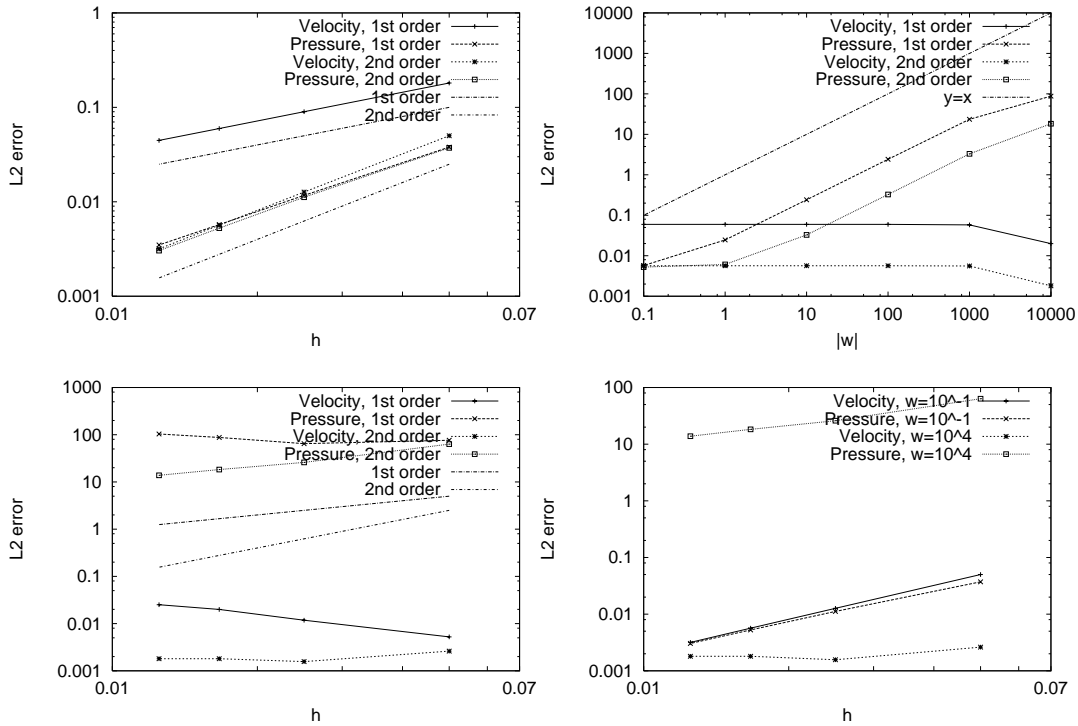 1
0.1
0.01
0.001
0.01
0.07
L2 error
h
Velocity, 1st order
Pressure, 1st order
Velocity, 2nd order
Pressure, 2nd order
1st order
2nd order
10000
1000
100
10
1
0.1
0.01
0.001
0.1
1
10
100
1000
10000
L2 error
|w|
Velocity, 1st order
Pressure, 1st order
Velocity, 2nd order
Pressure, 2nd order
y=x
1000
100
10
1
0.1
0.01
0.001
0.01
0.07
L2 error
h
Velocity, 1st order
Pressure, 1st order
Velocity, 2nd order
Pressure, 2nd order
1st order
2nd order
100
10
1
0.1
0.01
0.001
0.01
0.07
L2 error
h
Velocity, w=10^-1
Pressure, w=10^-1
Velocity, w=10^4
Pressure, w=10^4